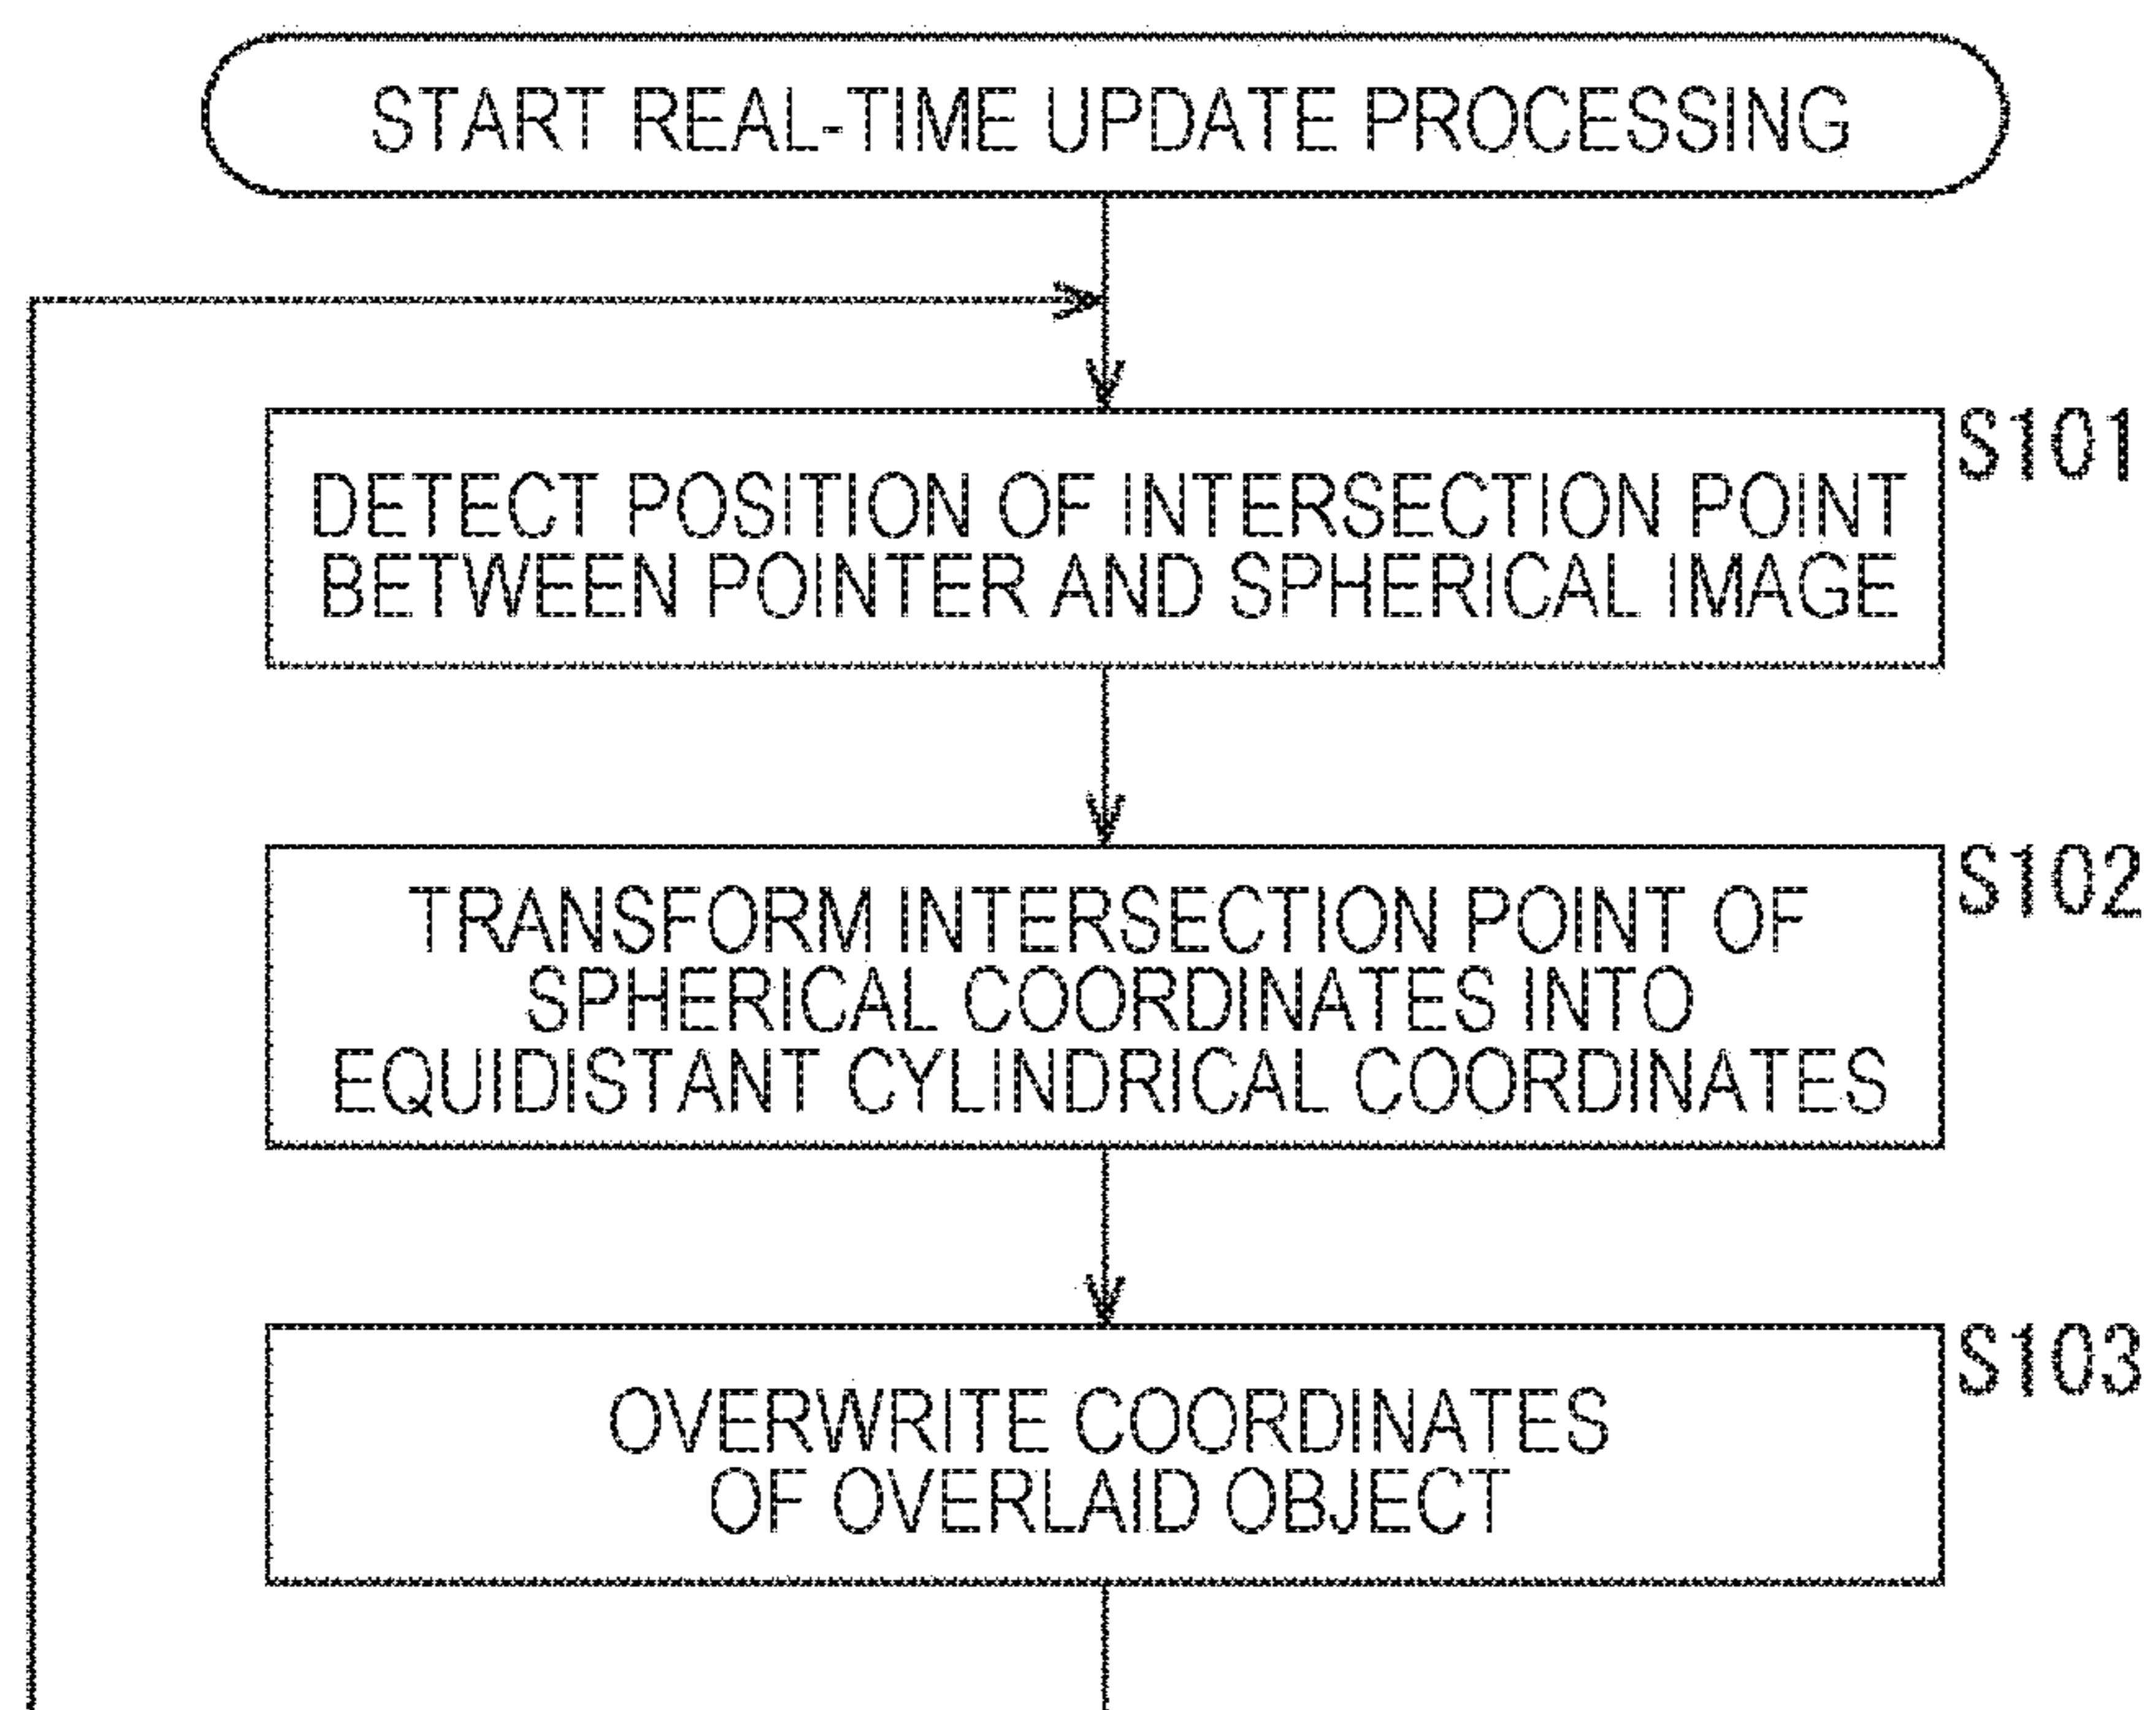 START REAL-TIME UPDATE PROCESSING
S101
DETECT POSITION OF INTERSECTION POINT
BETWEEN POINTER AND SPHERICAL IMAGE
S102
TRANSFORM INTERSECTION POINT OF
SPHERICAL COORDINATES INTO
EQUIDISTANT CYLINDRICAL COORDINATES
S103
OVERWRITE COORDINATES
OF OVERLAID OBJECT